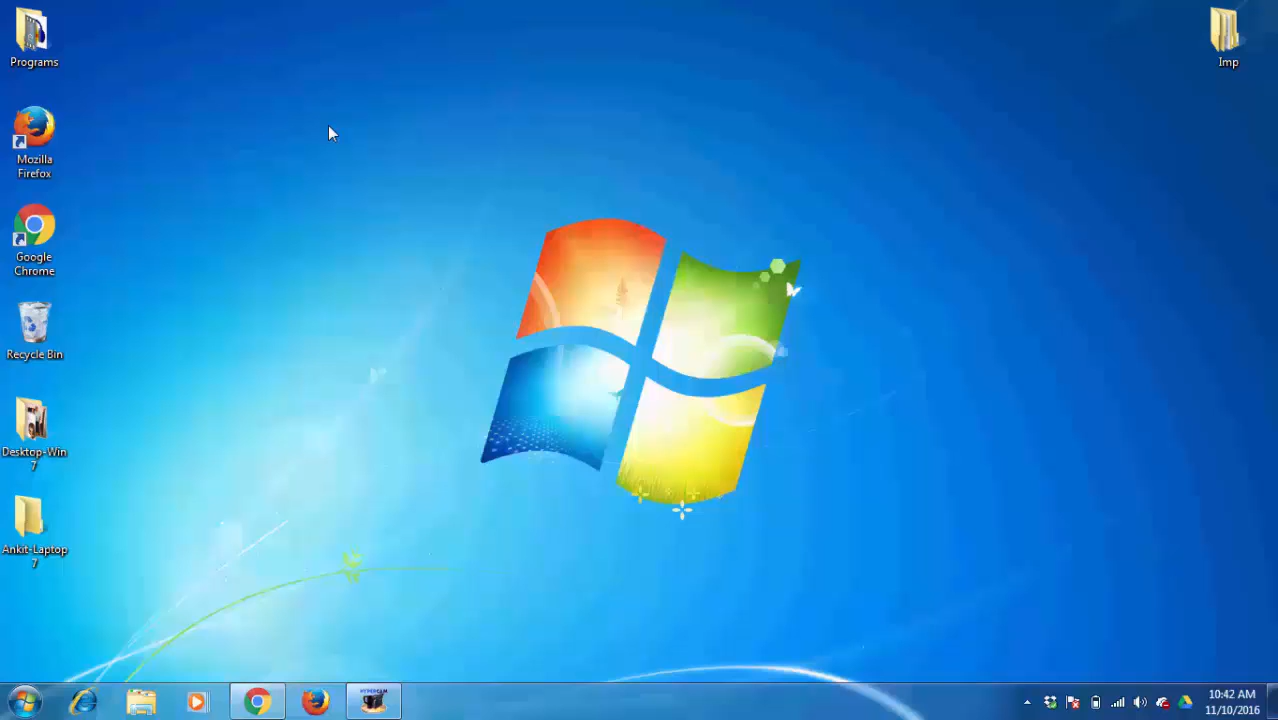 Programs
Imp
Mozilla
Firefox
Google
Chrome
Recycle Bin
Desktop-Win
7
Ankit-Laptop
7
HYPERCAM
10:42 AM
11/10/2016